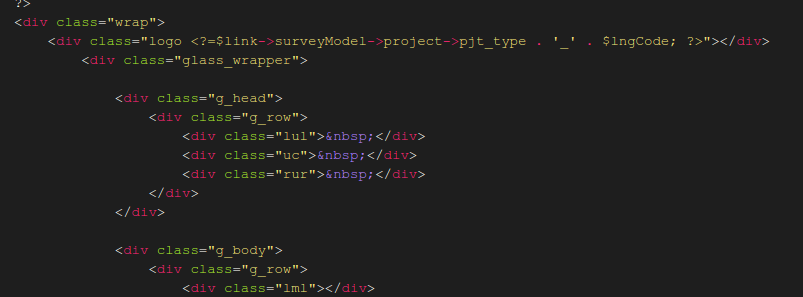 ?>
<div class="wrap">
<div class="logo <?=$link->surveyModel->project->pjt_type . '_' . $lngCode; ?>"></div>
<div class="glass_wrapper">
<div class="g_head">
<div class="g_row">
<div class="lul">&nbsp;</div>
<div class="uc">&nbsp;</div>
<div class="rur">&nbsp;</div>
</div>
</div>
<div class="g_body">
<div class="g_row">
<div class="lml"></div>